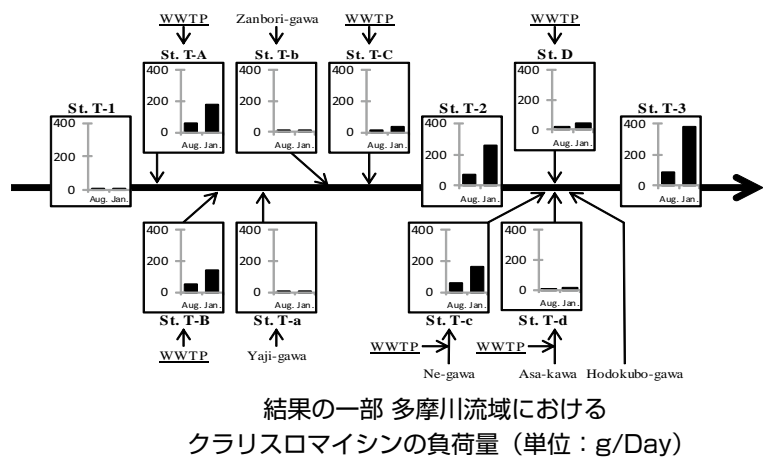 WWTP Zanbori-gawa WWTP WWTP
St. T-A St. T-b St. T-C St. D
400 200 0 Aug. Jan.
400 200 0 Aug. Jan.
400 200 0 Aug. Jan.
400 200 0 Aug. Jan.
St. T-1 St. T-2 St. T-3
400 200 0 Aug. Jan.
400 200 0 Aug. Jan.
400 200 0 Aug. Jan.
400 200 0 Aug. Jan.
400 200 0 Aug. Jan.
400 200 0 Aug. Jan.
400 200 0 Aug. Jan.
St. T-B St. T-a St. T-c St. T-d
WWTP Yaji-gawa WWTP WWTP
Ne-gawa Asa-kawa Hodokubo-gawa
結果の一部 多摩川流域における
クラリスロマイシンの負荷量（単位：g/Day）